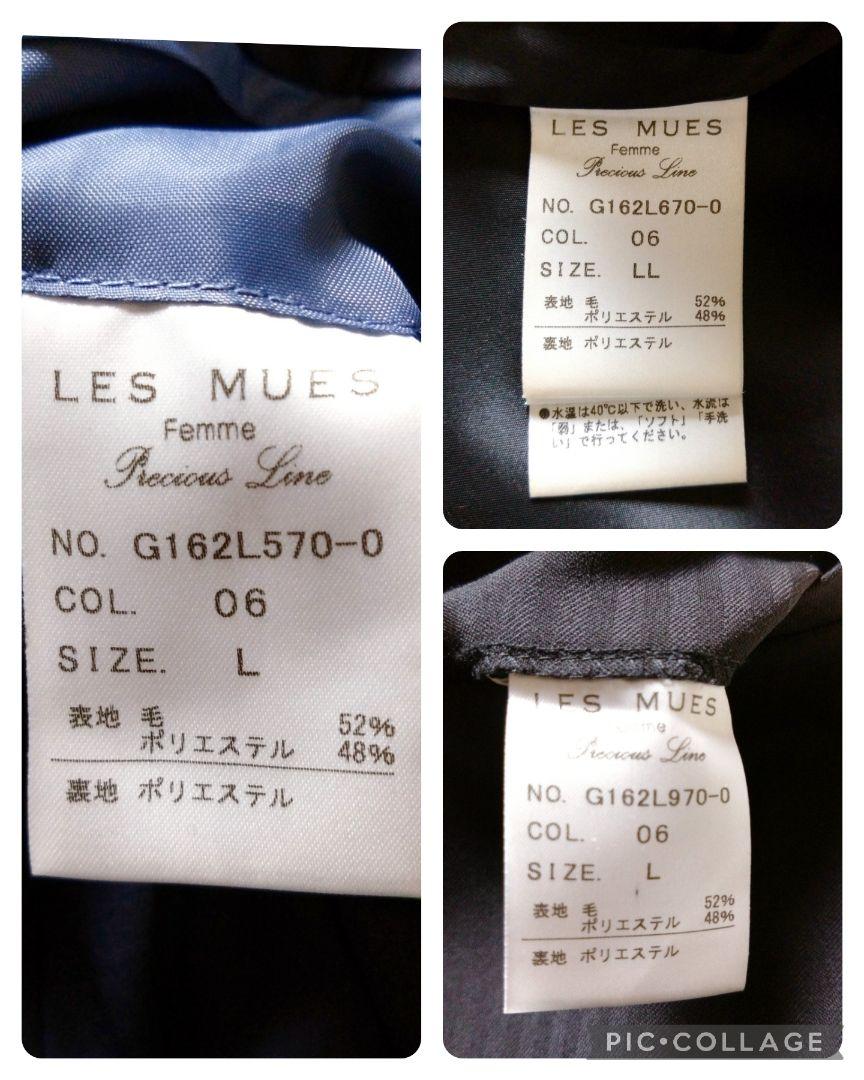 LES MUES
Femme
Precious Line
NO. G162L570-0
COL. 06
SIZE. L
表地 毛 52%
ポリエステル 48%
裏地 ポリエステル
LES MUES
Femme
Precious Line
NO. G162L670-0
COL. 06
SIZE. LL
表地 毛 52%
ポリエステル 48%
裏地 ポリエステル
●水温は40℃以下で洗い、水流は
「弱」または、「ソフト」「手洗
い」で行ってください。
LES MUES
Femme
Precious Line
NO. G162L970-0
COL. 06
SIZE. L
表地 毛 52%
ポリエステル 48%
裏地 ポリエステル
PIC•COLLAGE